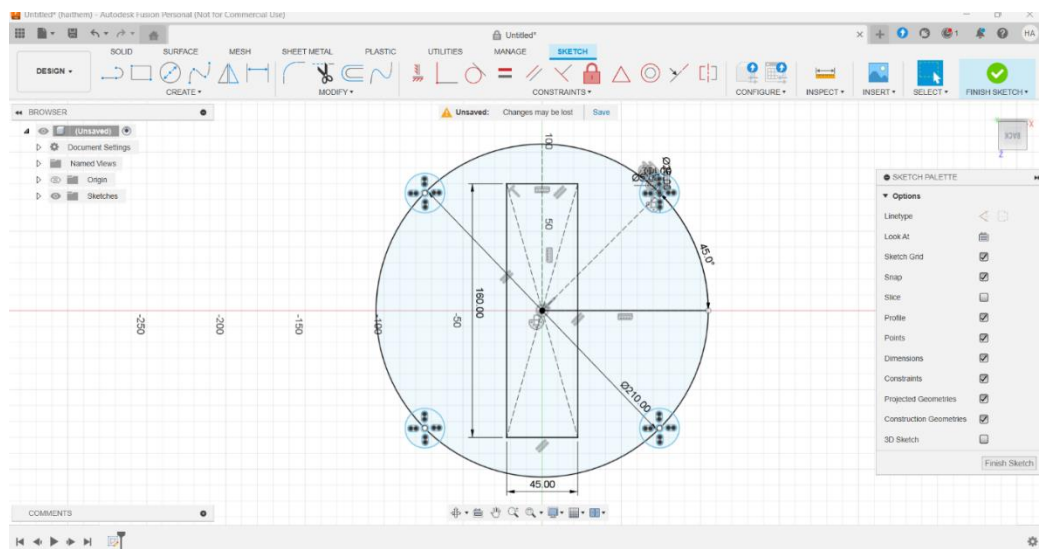 Untitled* (haithem) - Autodesk Fusion Personal (Not for Commercial Use)
Untitled*
1
HA
DESIGN
SOLID SURFACE MESH SHEET METAL PLASTIC UTILITIES MANAGE SKETCH
CREATE MODIFY CONSTRAINTS CONFIGURE INSPECT INSERT SELECT FINISH SKETCH
BROWSER
Unsaved: Changes may be lost Save
(Unsaved)
Document Settings
Named Views
Origin
Sketches
X
Z
100
50
45.0°
160.00
-250
-200
-150
-100
-50
Ø210.00
45.00
SKETCH PALETTE
Options
Linetype
Look At
Sketch Grid
Snap
Slice
Profile
Points
Dimensions
Constraints
Projected Geometries
Construction Geometries
3D Sketch
Finish Sketch
COMMENTS